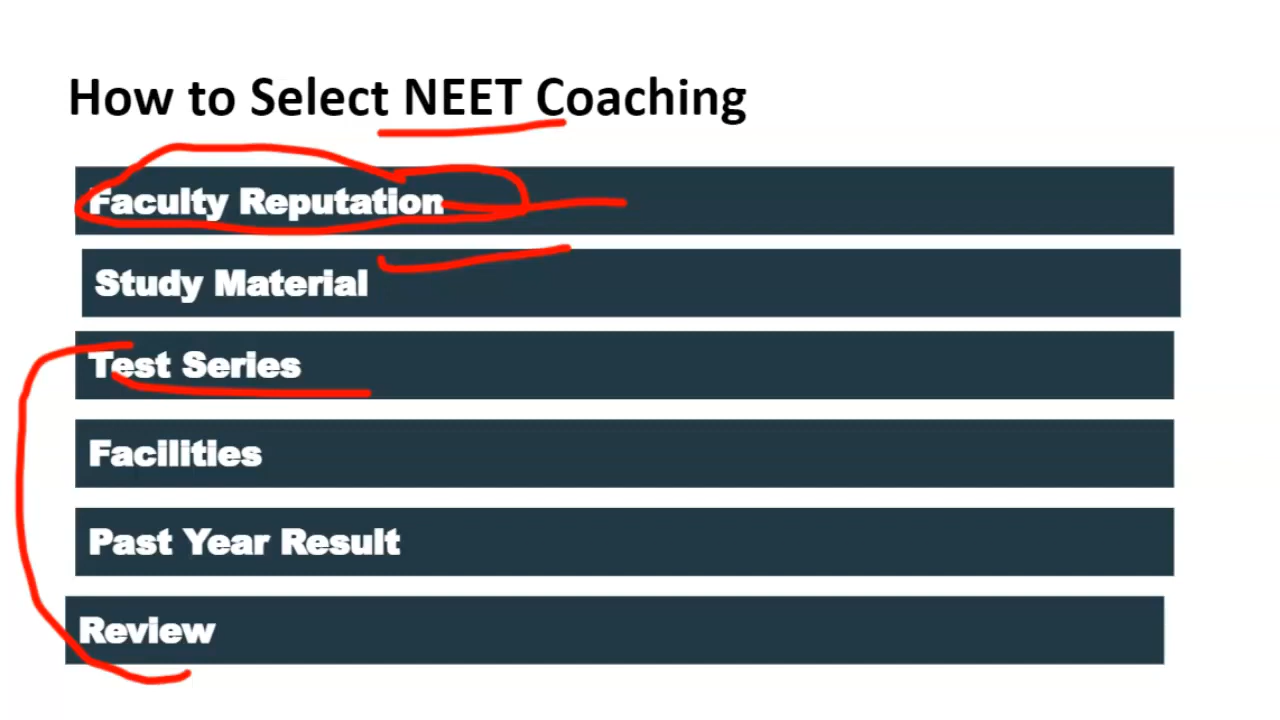 How to Select NEET Coaching
Faculty Reputation
Study Material
Test Series
Facilities
Past Year Result
Review